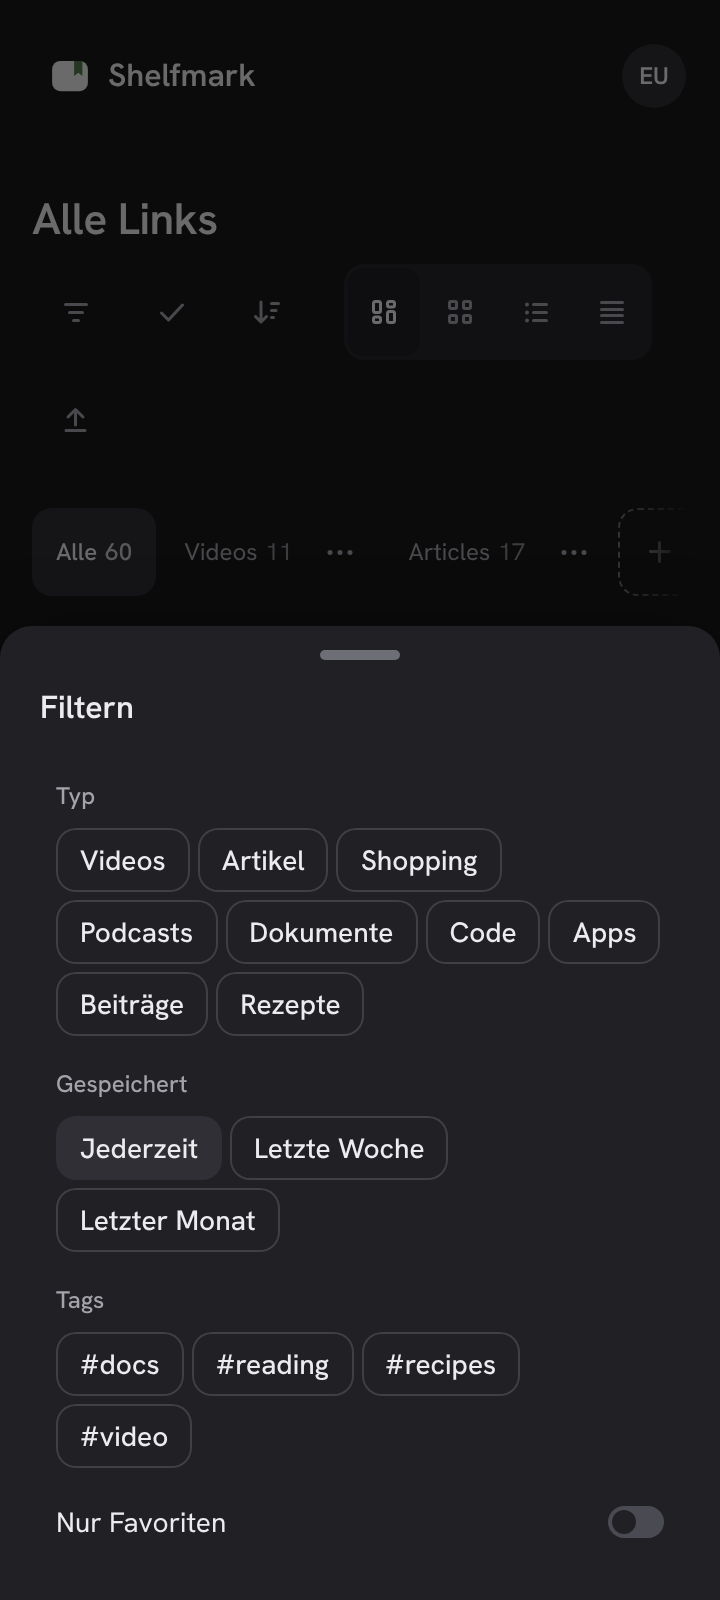 Shelfmark
EU
Alle Links
Alle 60 Videos 11 Articles 17
Filtern
Typ
Videos Artikel Shopping
Podcasts Dokumente Code Apps
Beiträge Rezepte
Gespeichert
Jederzeit Letzte Woche
Letzter Monat
Tags
#docs #reading #recipes
#video
Nur Favoriten